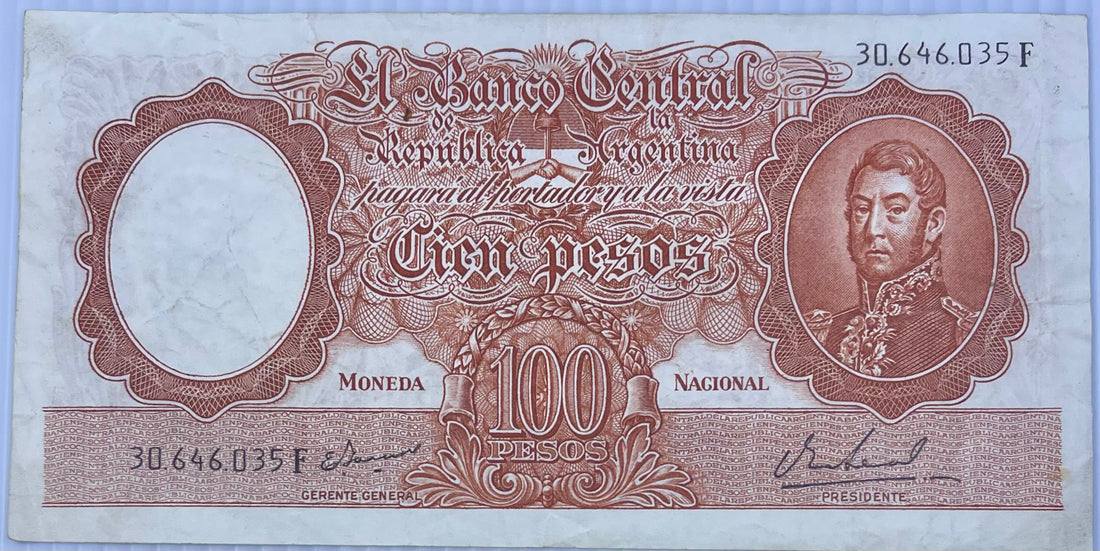 30.646.035 F
El Banco Central
de la
República Argentina
pagará al portador y a la vista
Cien pesos
MONEDA NACIONAL
100
PESOS
30.646.035 F
GERENTE GENERAL
PRESIDENTE